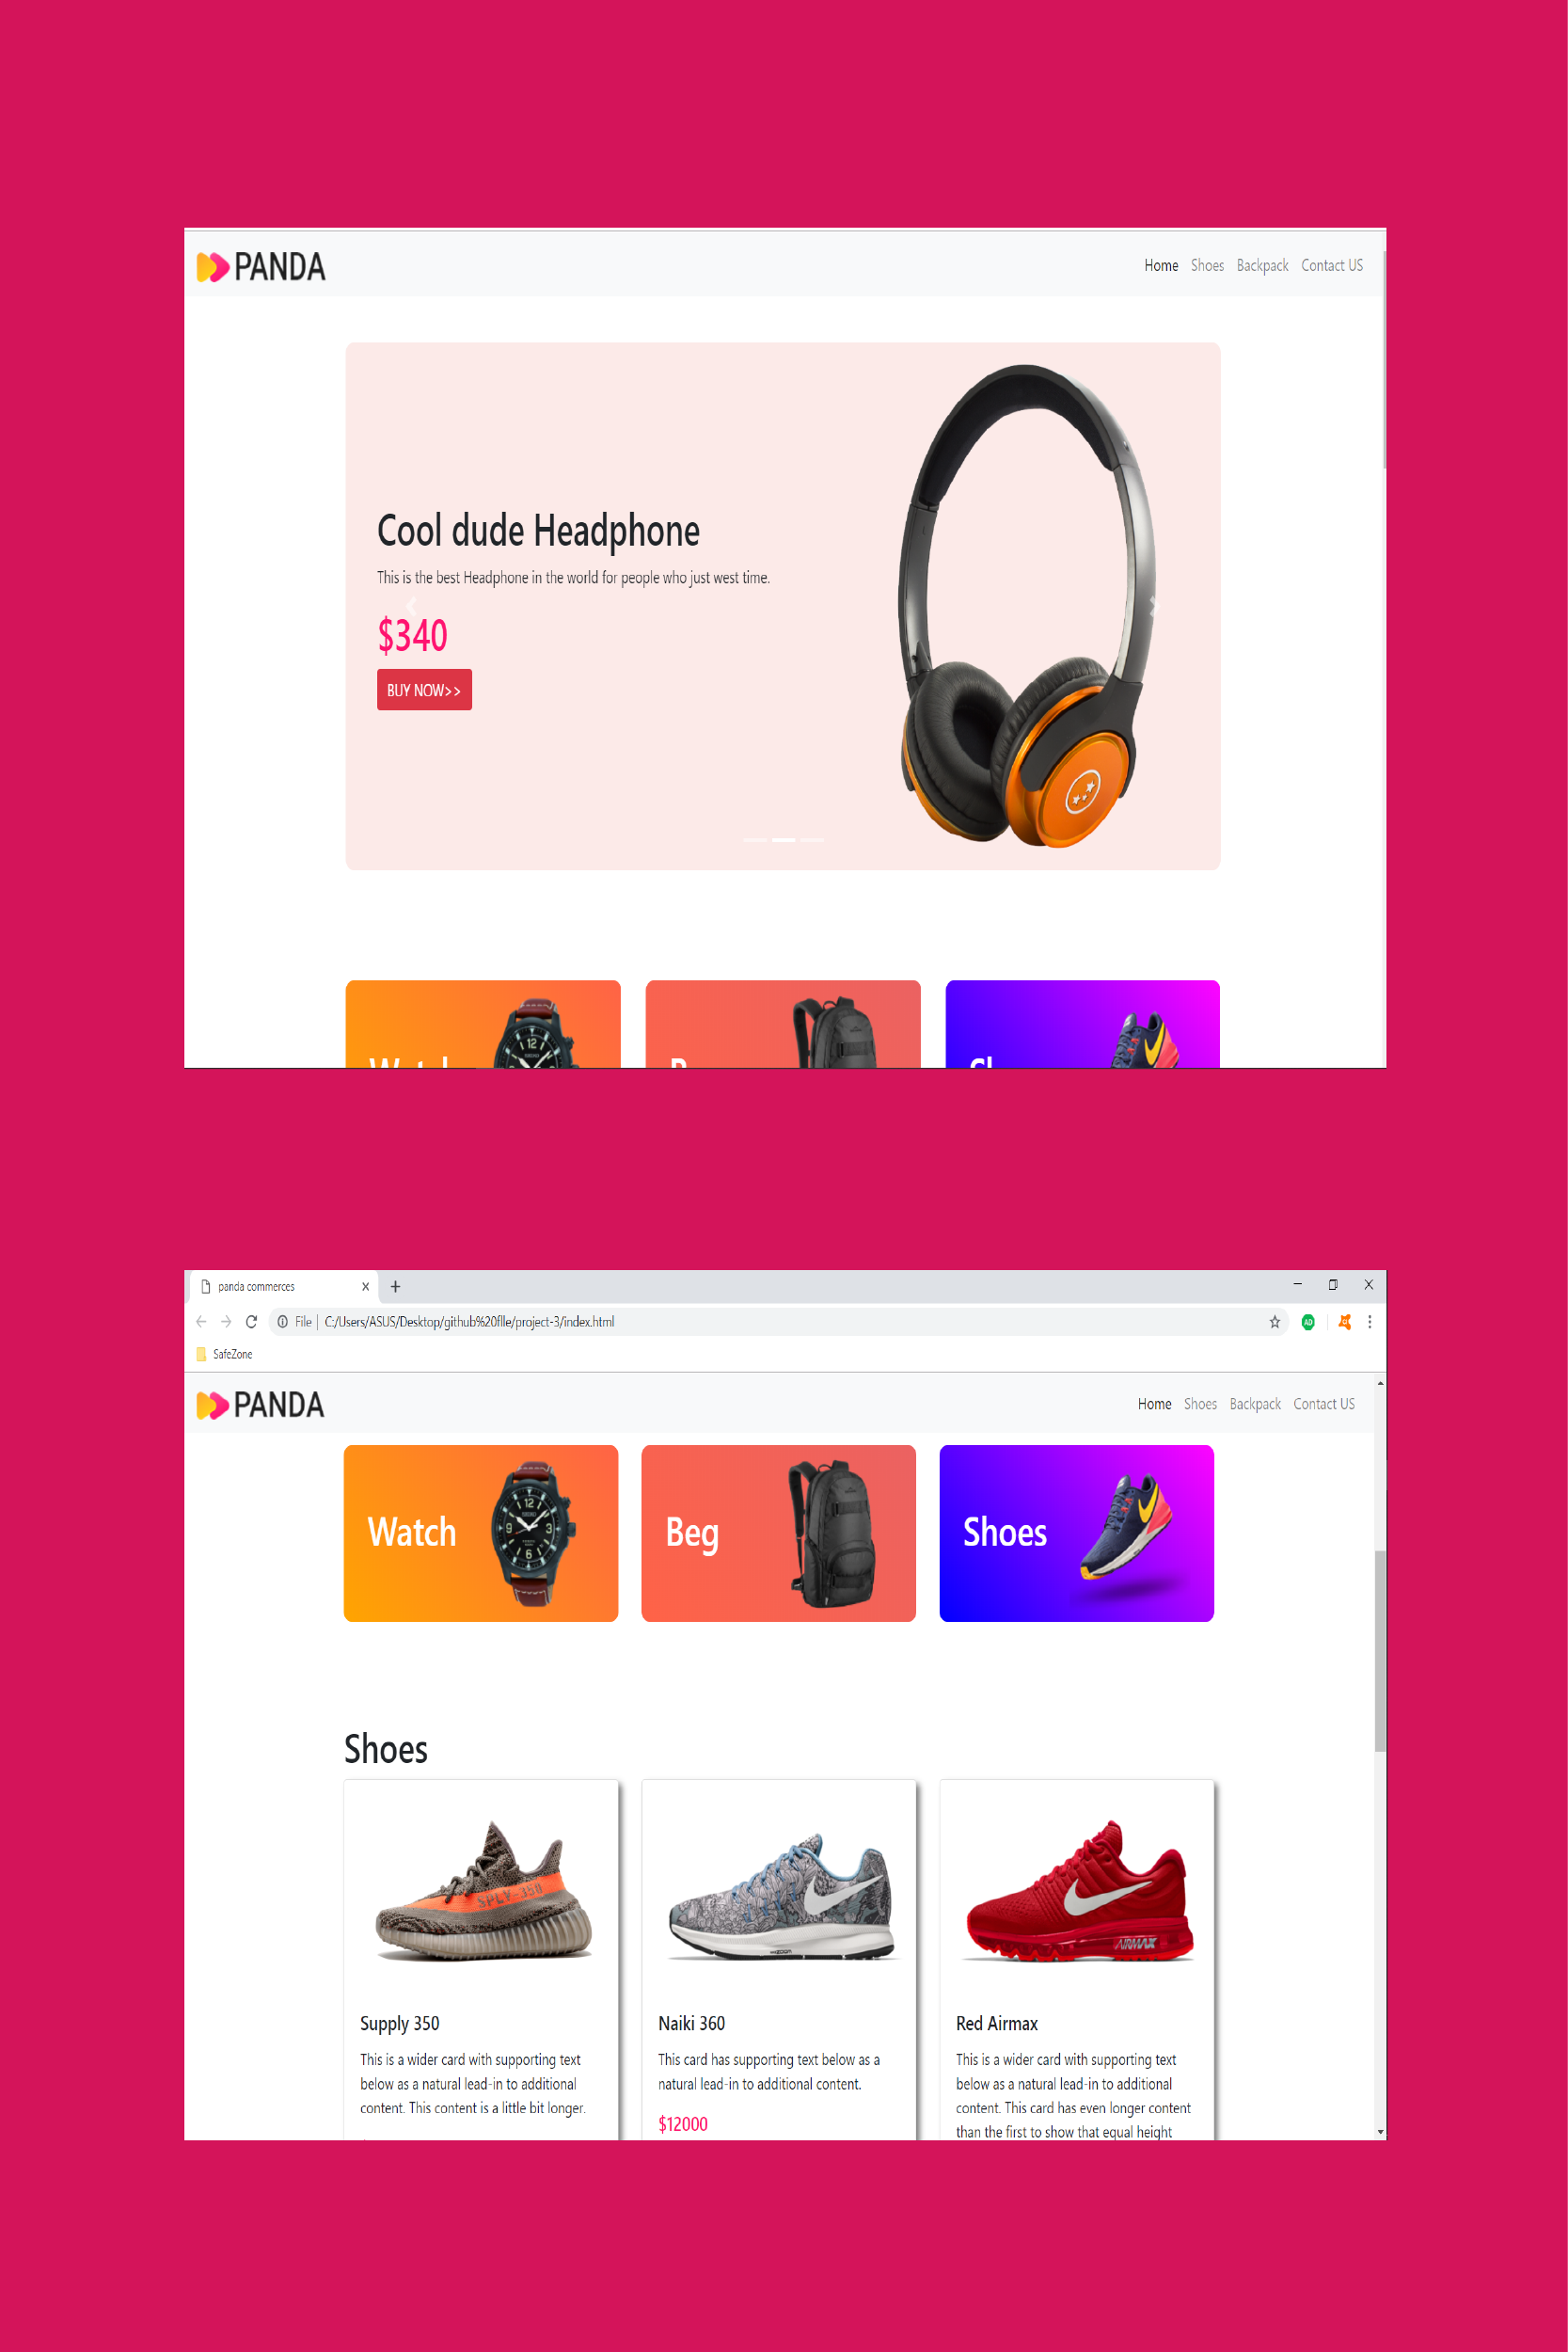 PANDA
Home Shoes Backpack Contact US
Cool dude Headphone
This is the best Headphone in the world for people who just west time.
$340
BUY NOW>>
panda commerces
File | C:/Users/ASUS/Desktop/github%20file/project-3/index.html
SafeZone
PANDA
Home Shoes Backpack Contact US
Watch
Beg
Shoes
Shoes
SPLY-350
AIRMAX
Supply 350
This is a wider card with supporting text
below as a natural lead-in to additional
content. This content is a little bit longer.
Naiki 360
This card has supporting text below as a
natural lead-in to additional content.
$12000
Red Airmax
This is a wider card with supporting text
below as a natural lead-in to additional
content. This card has even longer content
than the first to show that equal height